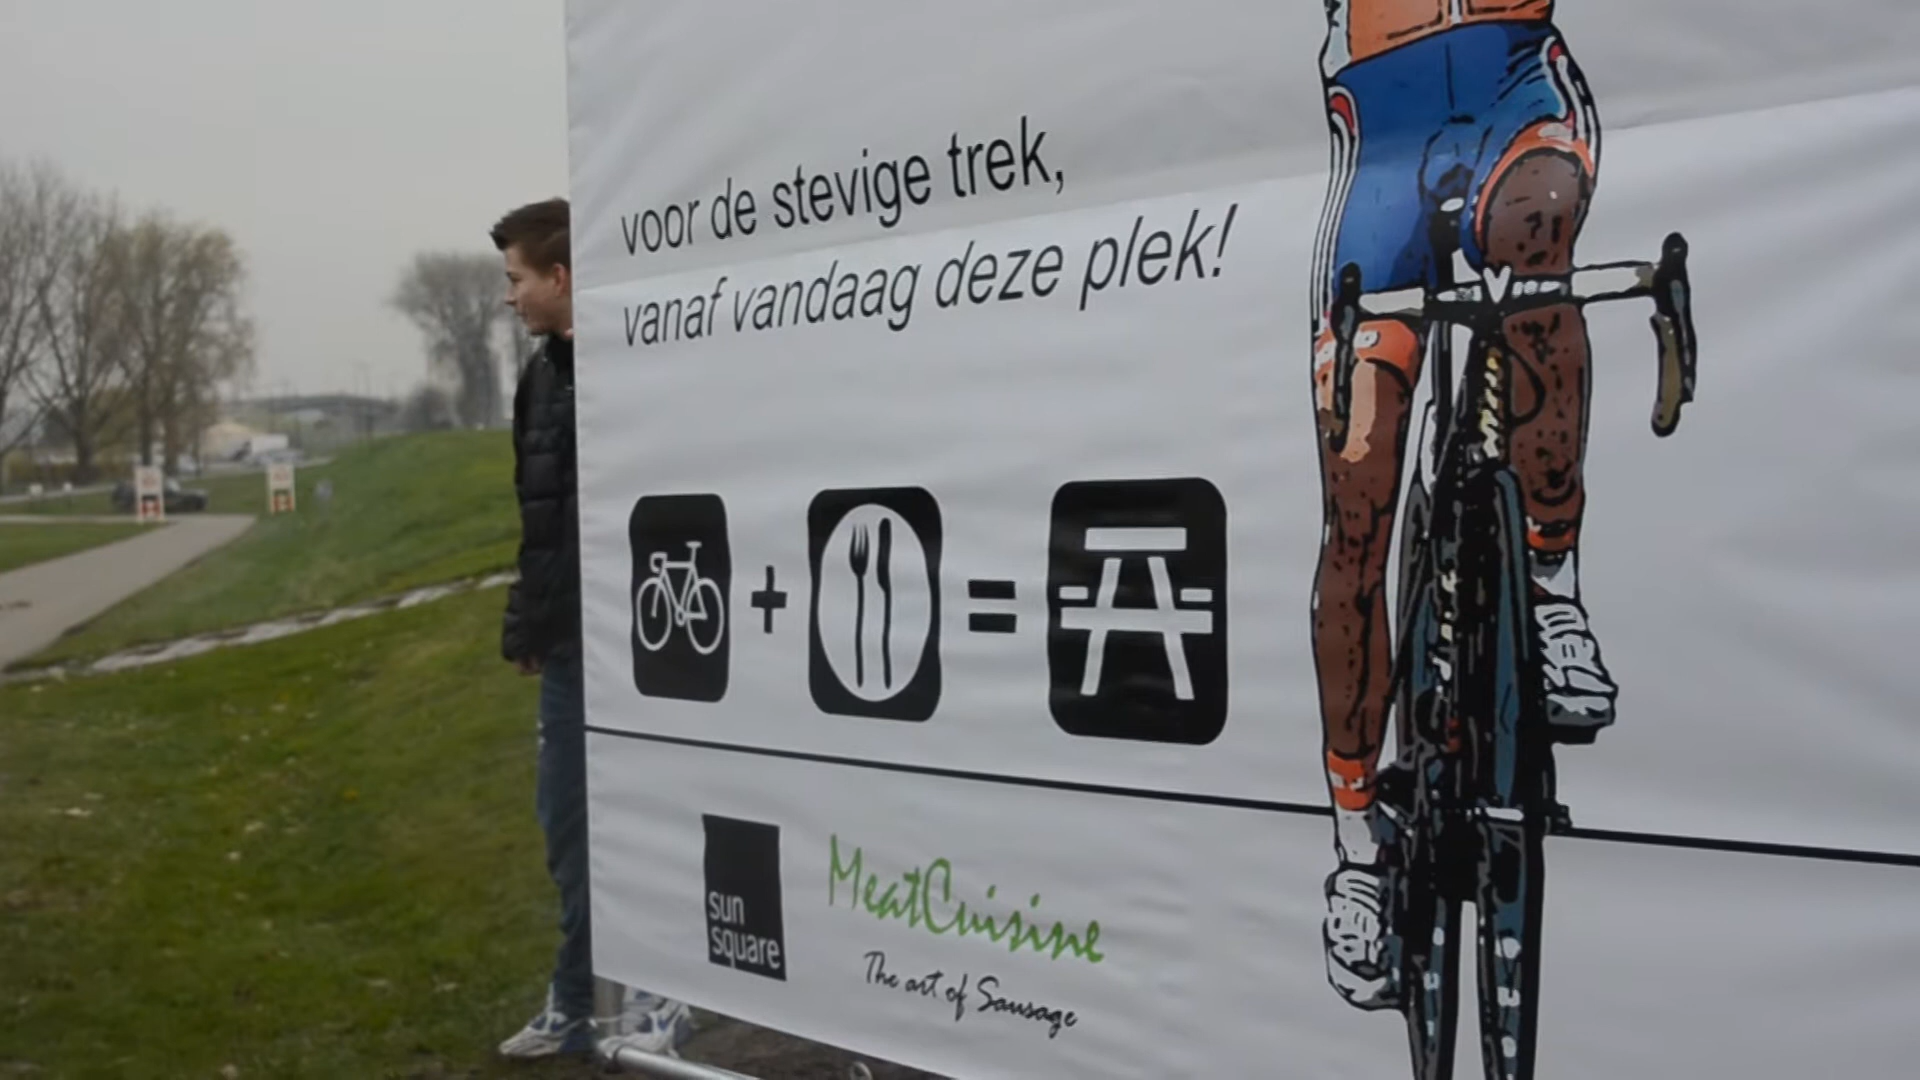 voor de stevige trek,
vanaf vandaag deze plek!
+
=
sun
square
MeatCuisine
The art of Sausage